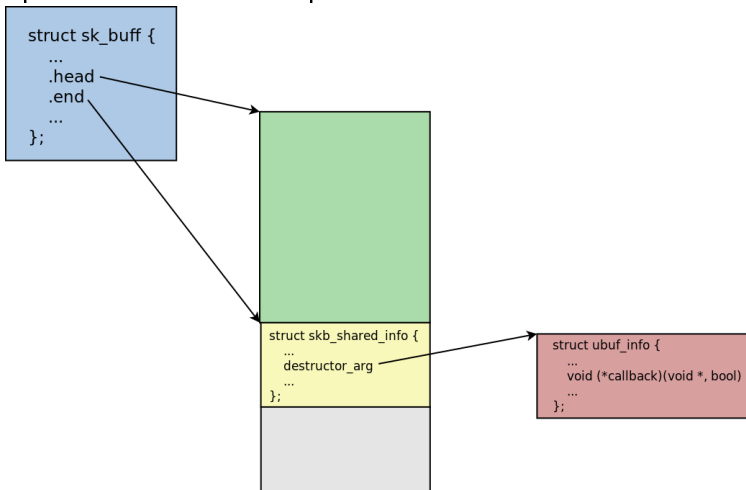 struct sk_buff {
...
.head
.end
...
};
struct skb_shared_info {
...
destructor_arg
...
};
struct ubuf_info {
...
void (*callback)(void *, bool)
...
};